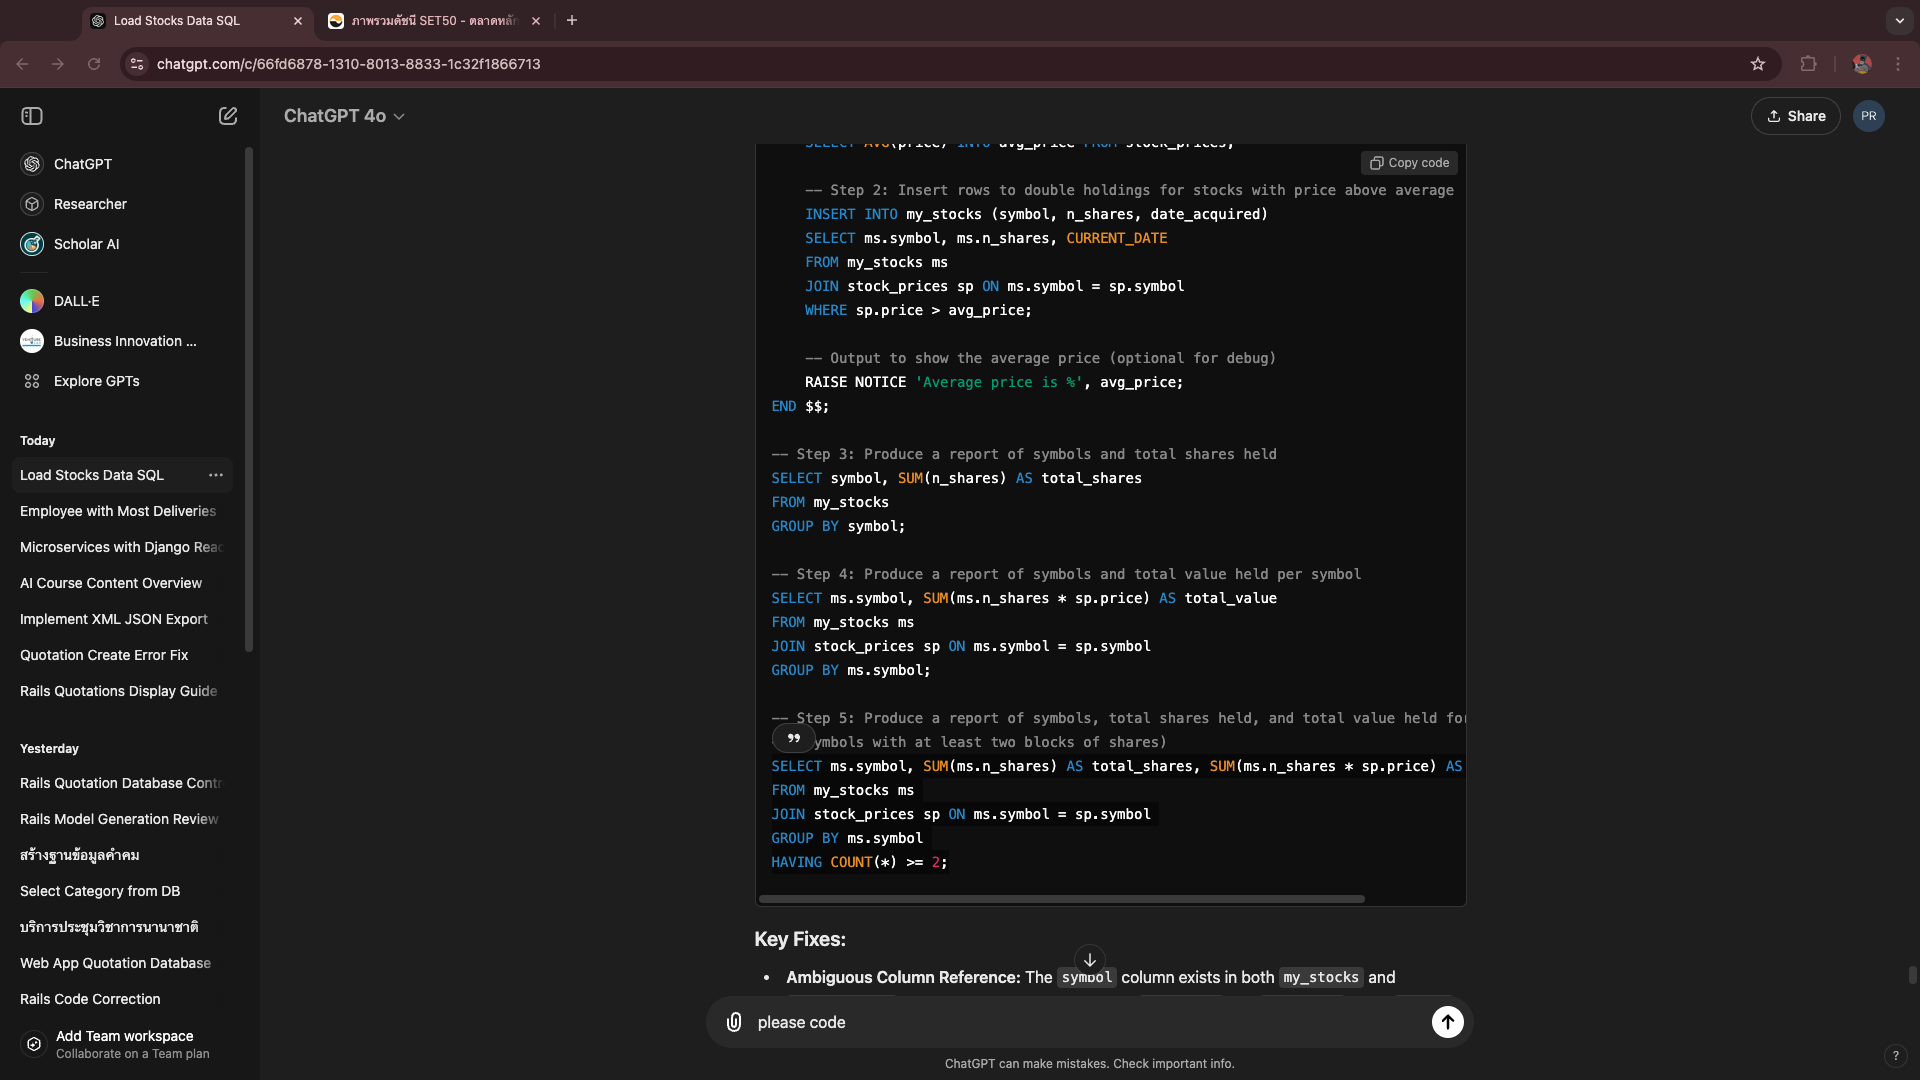 Load Stocks Data SQL
ภาพรวมดัชนี SET50 - ตลาดหลัก
chatgpt.com/c/66fd6878-1310-8013-8833-1c32f1866713
ChatGPT 4o
Share
PR
ChatGPT
Researcher
Scholar AI
DALL·E
Business Innovation ...
Explore GPTs
Today
Load Stocks Data SQL
Employee with Most Deliveries
Microservices with Django Reac
AI Course Content Overview
Implement XML JSON Export
Quotation Create Error Fix
Rails Quotations Display Guide
Yesterday
Rails Quotation Database Contr
Rails Model Generation Review
สร้างฐานข้อมูลคำคม
Select Category from DB
บริการประชุมวิชาการนานาชาติ
Web App Quotation Database
Rails Code Correction
Add Team workspace
Collaborate on a Team plan
SELECT AVG(price) INTO avg_price FROM stock_prices;
Copy code
-- Step 2: Insert rows to double holdings for stocks with price above average
INSERT INTO my_stocks (symbol, n_shares, date_acquired)
SELECT ms.symbol, ms.n_shares, CURRENT_DATE
FROM my_stocks ms
JOIN stock_prices sp ON ms.symbol = sp.symbol
WHERE sp.price > avg_price;
-- Output to show the average price (optional for debug)
RAISE NOTICE 'Average price is %', avg_price;
END $$;
-- Step 3: Produce a report of symbols and total shares held
SELECT symbol, SUM(n_shares) AS total_shares
FROM my_stocks
GROUP BY symbol;
-- Step 4: Produce a report of symbols and total value held per symbol
SELECT ms.symbol, SUM(ms.n_shares * sp.price) AS total_value
FROM my_stocks ms
JOIN stock_prices sp ON ms.symbol = sp.symbol
GROUP BY ms.symbol;
-- Step 5: Produce a report of symbols, total shares held, and total value held for
ymbols with at least two blocks of shares)
SELECT ms.symbol, SUM(ms.n_shares) AS total_shares, SUM(ms.n_shares * sp.price) AS
FROM my_stocks ms
JOIN stock_prices sp ON ms.symbol = sp.symbol
GROUP BY ms.symbol
HAVING COUNT(*) >= 2;
Key Fixes:
• Ambiguous Column Reference: The symbol column exists in both my_stocks and
please code
ChatGPT can make mistakes. Check important info.
?